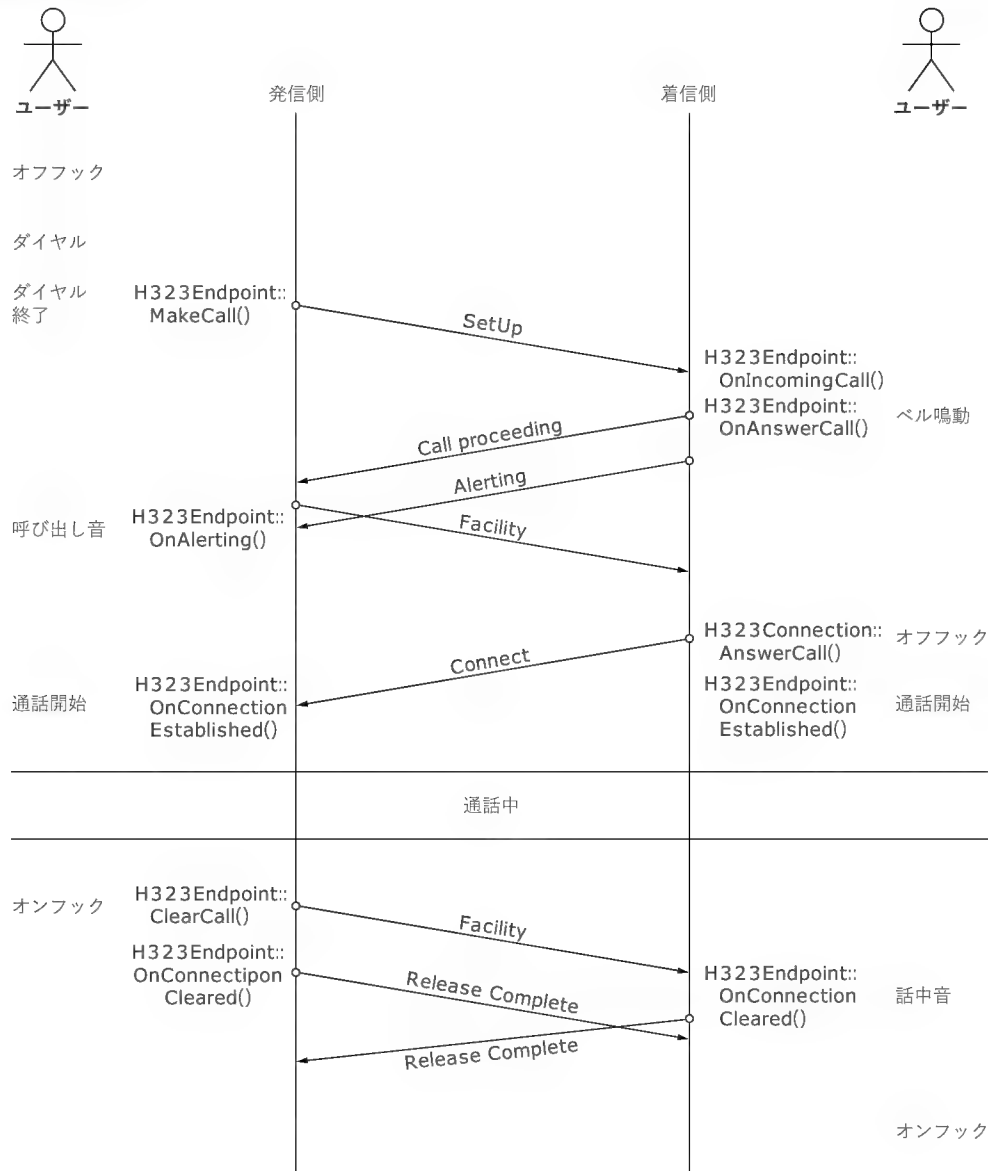 ユーザー
ユーザー
発信側
着信側
オフフック
ダイヤル
ダイヤル
終了
H323Endpoint::
MakeCall()
SetUp
H323Endpoint::
OnIncomingCall()
H323Endpoint::
OnAnswerCall()
ベル鳴動
Call proceeding
Alerting
呼び出し音
H323Endpoint::
OnAlerting()
Facility
H323Connection::
AnswerCall()
オフフック
Connect
通話開始
H323Endpoint::
OnConnection
Established()
H323Endpoint::
OnConnection
Established()
通話開始
通話中
オンフック
H323Endpoint::
ClearCall()
Facility
H323Endpoint::
OnConnectipon
Cleared()
Release Complete
H323Endpoint::
OnConnection
Cleared()
話中音
Release Complete
オンフック